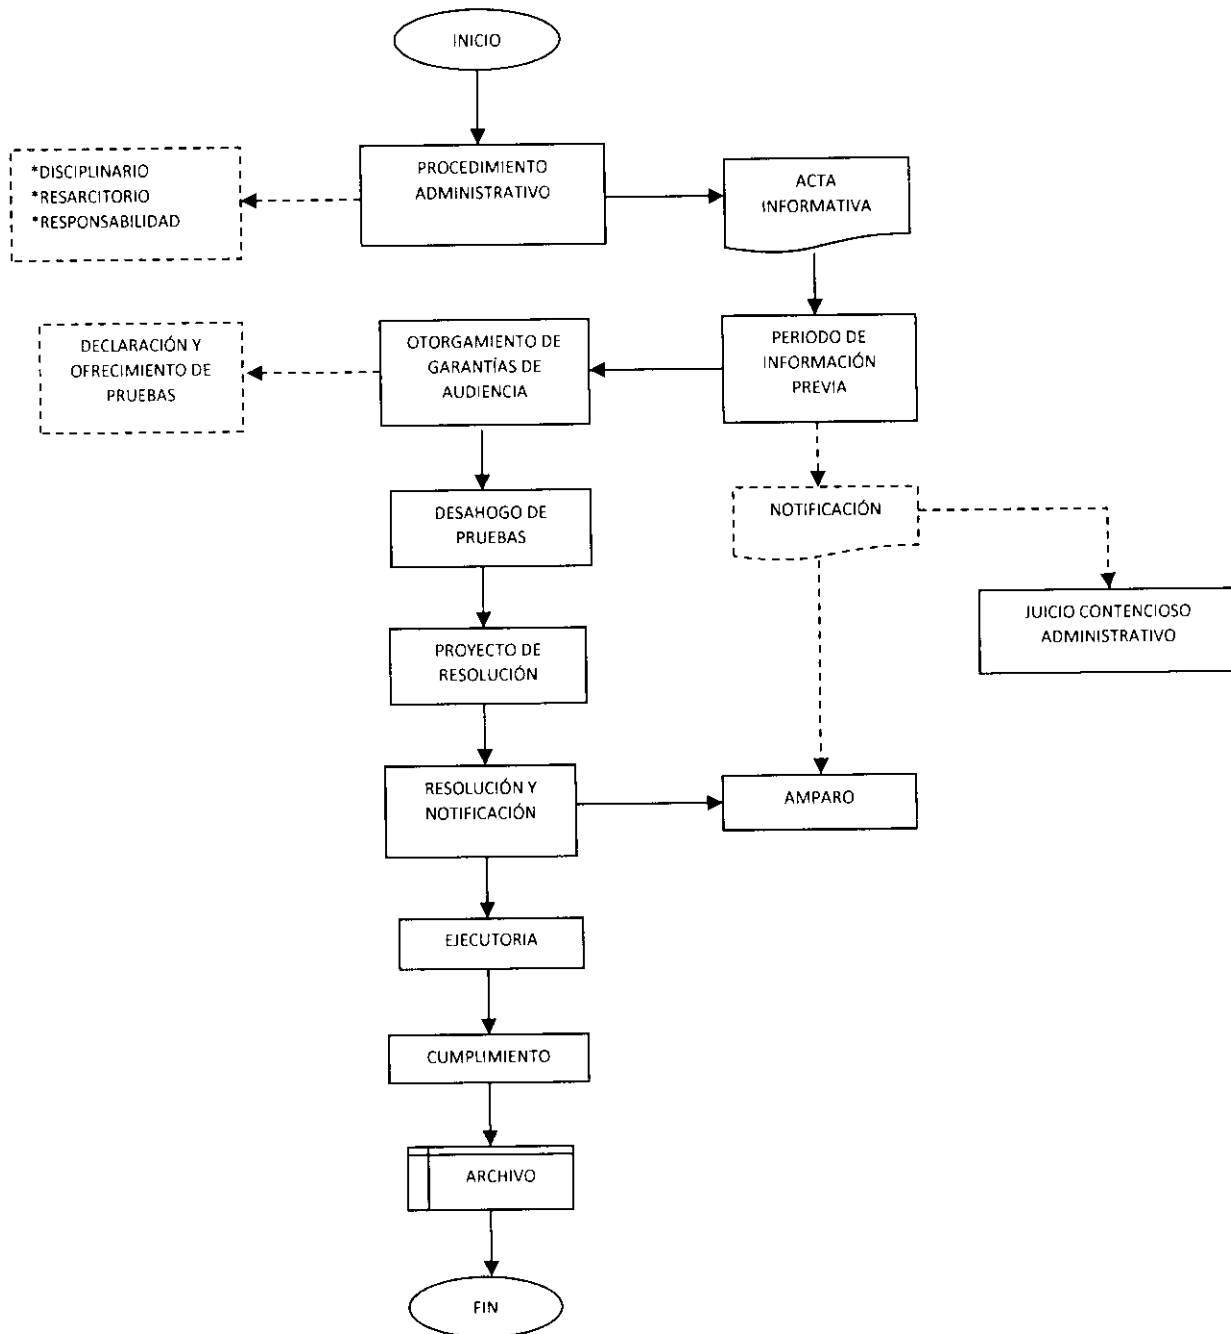 INICIO
*DISCIPLINARIO
*RESARCITORIO
*RESPONSABILIDAD
PROCEDIMIENTO
ADMINISTRATIVO
ACTA
INFORMATIVA
DECLARACIÓN Y
OFRECIMIENTO DE
PRUEBAS
OTORGAMIENTO DE
GARANTÍAS DE
AUDIENCIA
PERIODO DE
INFORMACIÓN
PREVIA
DESAHOGO DE
PRUEBAS
NOTIFICACIÓN
JUICIO CONTENCIOSO
ADMINISTRATIVO
PROYECTO DE
RESOLUCIÓN
RESOLUCIÓN Y
NOTIFICACIÓN
AMPARO
EJECUTORIA
CUMPLIMIENTO
ARCHIVO
FIN